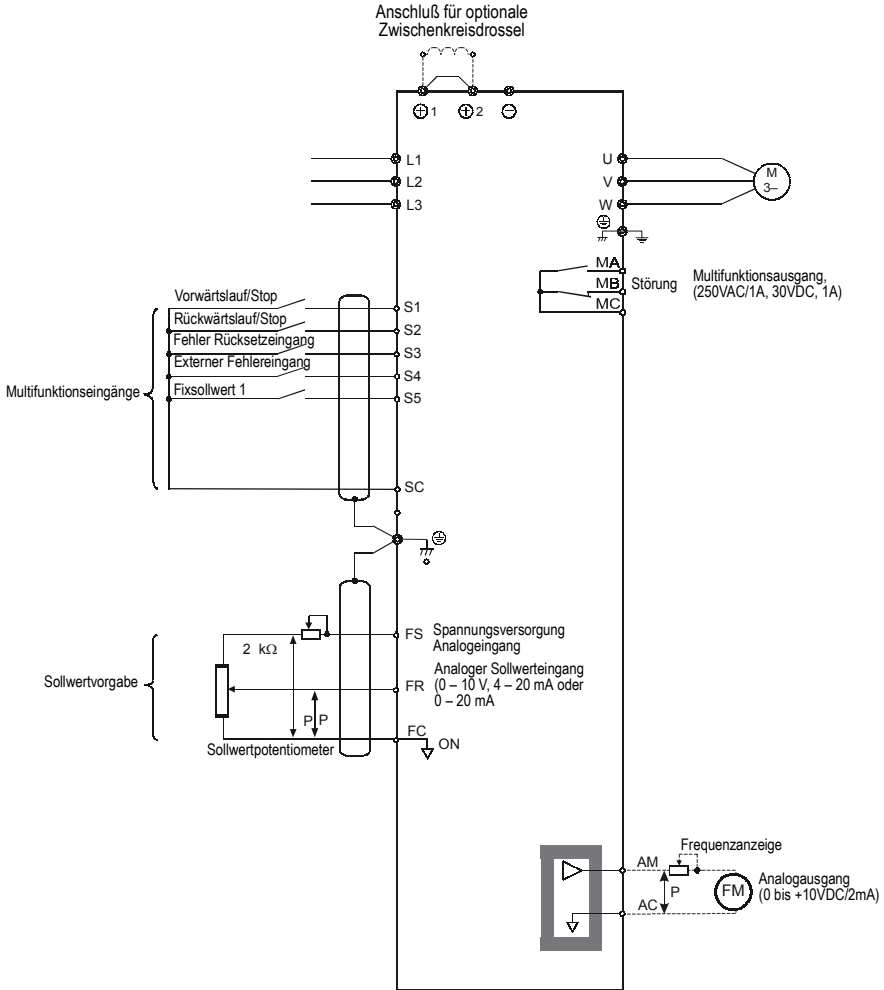 Anschluß für optionale
Zwischenkreisdrossel
+1 +2 −
L1
L2
L3
U
V
W
M
3~
MA
MB
MC
Störung
Multifunktionsausgang,
(250VAC/1A, 30VDC, 1A)
Multifunktionseingänge
Vorwärtslauf/Stop
S1
Rückwärtslauf/Stop
S2
Fehler Rücksetzeingang
S3
Externer Fehlereingang
S4
Fixsollwert 1
S5
SC
Sollwertvorgabe
2 kΩ
FS
Spannungsversorgung
Analogeingang
FR
Analoger Sollwerteingang
(0 – 10 V, 4 – 20 mA oder
0 – 20 mA
P P
FC
ON
Sollwertpotentiometer
Frequenzanzeige
AM
P
AC
FM
Analogausgang
(0 bis +10VDC/2mA)